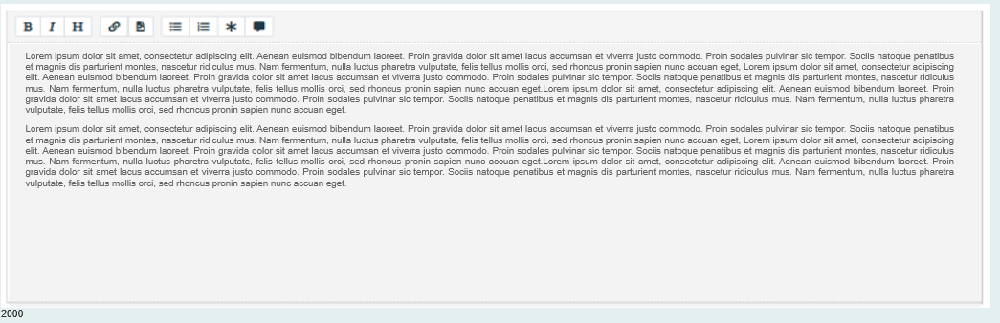 B I H
Lorem ipsum dolor sit amet, consectetur adipiscing elit. Aenean euismod bibendum laoreet. Proin gravida dolor sit amet lacus accumsan et viverra justo commodo. Proin sodales pulvinar sic tempor. Sociis natoque penatibus
et magnis dis parturient montes, nascetur ridiculus mus. Nam fermentum, nulla luctus pharetra vulputate, felis tellus mollis orci, sed rhoncus pronin sapien nunc accuan eget, Lorem ipsum dolor sit amet, consectetur adipiscing
elit. Aenean euismod bibendum laoreet. Proin gravida dolor sit amet lacus accumsan et viverra justo commodo. Proin sodales pulvinar sic tempor. Sociis natoque penatibus et magnis dis parturient montes, nascetur ridiculus
mus. Nam fermentum, nulla luctus pharetra vulputate, felis tellus mollis orci, sed rhoncus pronin sapien nunc accuan eget.Lorem ipsum dolor sit amet, consectetur adipiscing elit. Aenean euismod bibendum laoreet. Proin
gravida dolor sit amet lacus accumsan et viverra justo commodo. Proin sodales pulvinar sic tempor. Sociis natoque penatibus et magnis dis parturient montes, nascetur ridiculus mus. Nam fermentum, nulla luctus pharetra
vulputate, felis tellus mollis orci, sed rhoncus pronin sapien nunc accuan eget.
Lorem ipsum dolor sit amet, consectetur adipiscing elit. Aenean euismod bibendum laoreet. Proin gravida dolor sit amet lacus accumsan et viverra justo commodo. Proin sodales pulvinar sic tempor. Sociis natoque penatibus
et magnis dis parturient montes, nascetur ridiculus mus. Nam fermentum, nulla luctus pharetra vulputate, felis tellus mollis orci, sed rhoncus pronin sapien nunc accuan eget, Lorem ipsum dolor sit amet, consectetur adipiscing
elit. Aenean euismod bibendum laoreet. Proin gravida dolor sit amet lacus accumsan et viverra justo commodo. Proin sodales pulvinar sic tempor. Sociis natoque penatibus et magnis dis parturient montes, nascetur ridiculus
mus. Nam fermentum, nulla luctus pharetra vulputate, felis tellus mollis orci, sed rhoncus pronin sapien nunc accuan eget.Lorem ipsum dolor sit amet, consectetur adipiscing elit. Aenean euismod bibendum laoreet. Proin
gravida dolor sit amet lacus accumsan et viverra justo commodo. Proin sodales pulvinar sic tempor. Sociis natoque penatibus et magnis dis parturient montes, nascetur ridiculus mus. Nam fermentum, nulla luctus pharetra
vulputate, felis tellus mollis orci, sed rhoncus pronin sapien nunc accuan eget.
2000